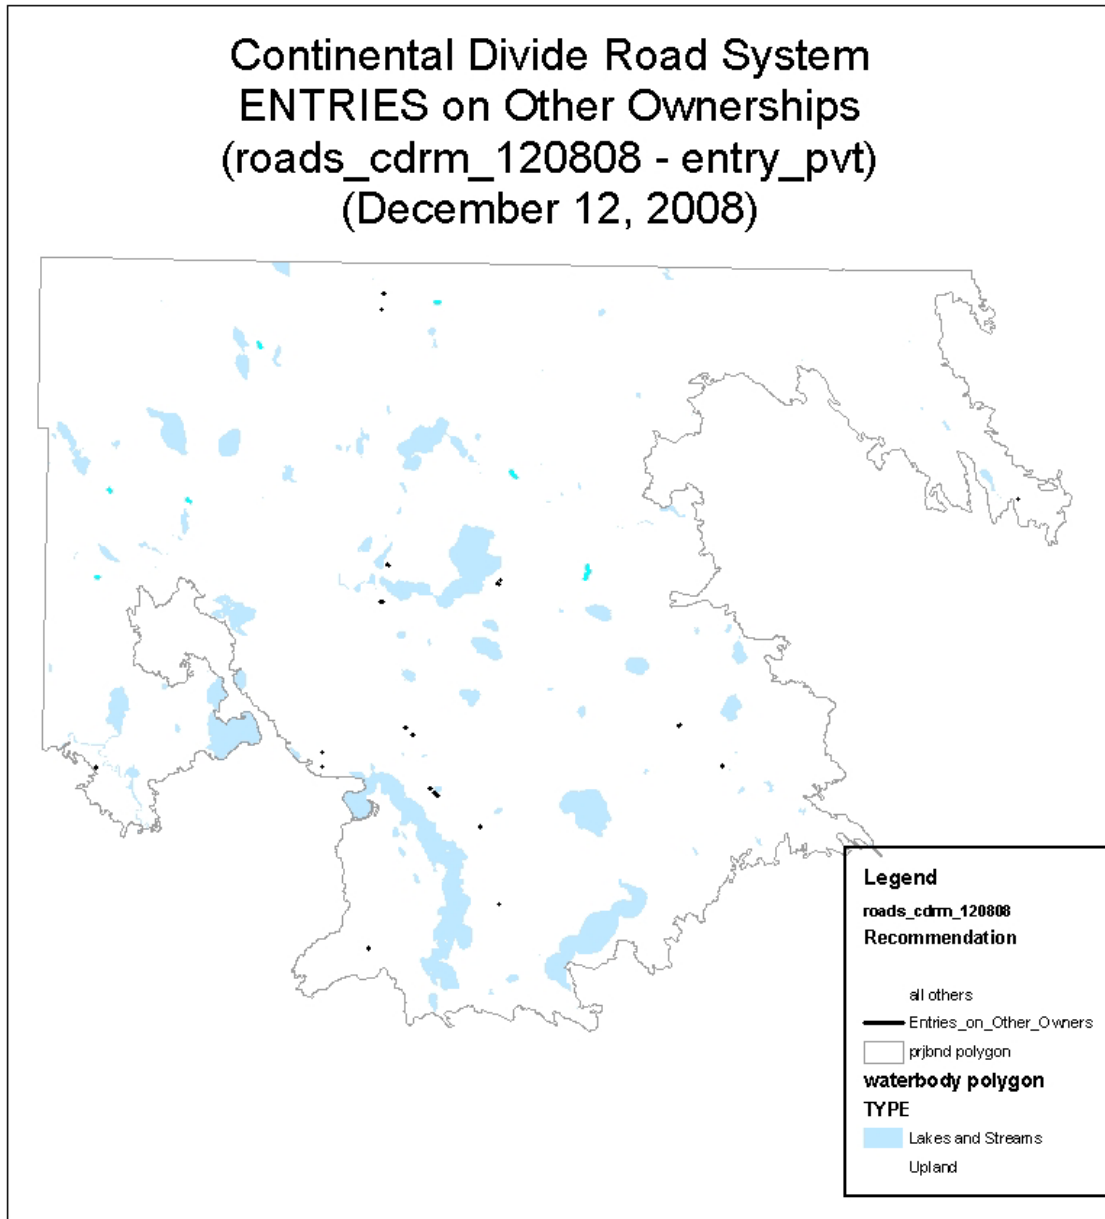 Continental Divide Road System
ENTRIES on Other Ownerships
(roads_cdrm_120808 - entry_pvt)
(December 12, 2008)
Legend
roads_cdrm_120808
Recommendation
all others
Entries_on_Other_Owners
prjbnd polygon
waterbody polygon
TYPE
Lakes and Streams
Upland